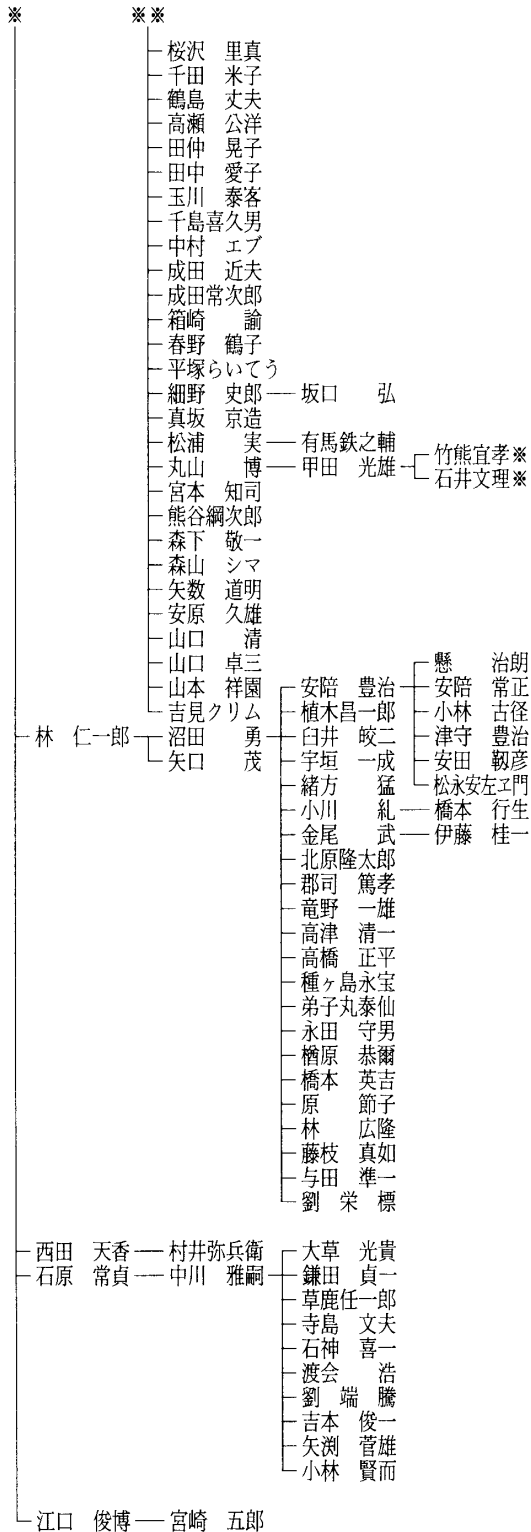 ※ ※※
桜沢 里真
千田 米子
鶴島 丈夫
高瀬 公洋
田仲 晃子
田中 愛子
玉川 泰客
千島喜久男
中村 エブ
成田 近夫
成田常次郎
箱崎 諭
春野 鶴子
平塚らいてう
細野 史郎 坂口 弘
真坂 京造
松浦 実 有馬鉄之輔
丸山 博 甲田 光雄 竹熊宜孝※
石井文理※
宮本 知司
熊谷綱次郎
森下 敬一
森山 シマ
矢数 道明
安原 久雄
山口 清
山口 卓三
山本 祥園
吉見クリム
林 仁一郎 沼田 勇
矢口 茂
安陪 豊治
植木昌一郎
臼井 皎二
宇垣 一成
緒方 猛
小川 糺 橋本 行生
金尾 武 伊藤 桂一
北原隆太郎
郡司 篤孝
竜野 一雄
高津 清一
高橋 正平
種ヶ島永宝
弟子丸泰仙
永田 守男
楢原 恭爾
橋本 英吉
原 節子
林 広隆
藤枝 真如
与田 準一
劉 栄 標
懸 治朗
安陪 常正
小林 古径
津守 豊治
安田 靱彦
松永安左ヱ門
西田 天香 村井弥兵衛
石原 常貞 中川 雅嗣
大草 光貴
鎌田 貞一
草鹿任一郎
寺島 文夫
石神 喜一
渡会 浩
劉 端 騰
吉本 俊一
矢渕 菅雄
小林 賢而
江口 俊博 宮崎 五郎